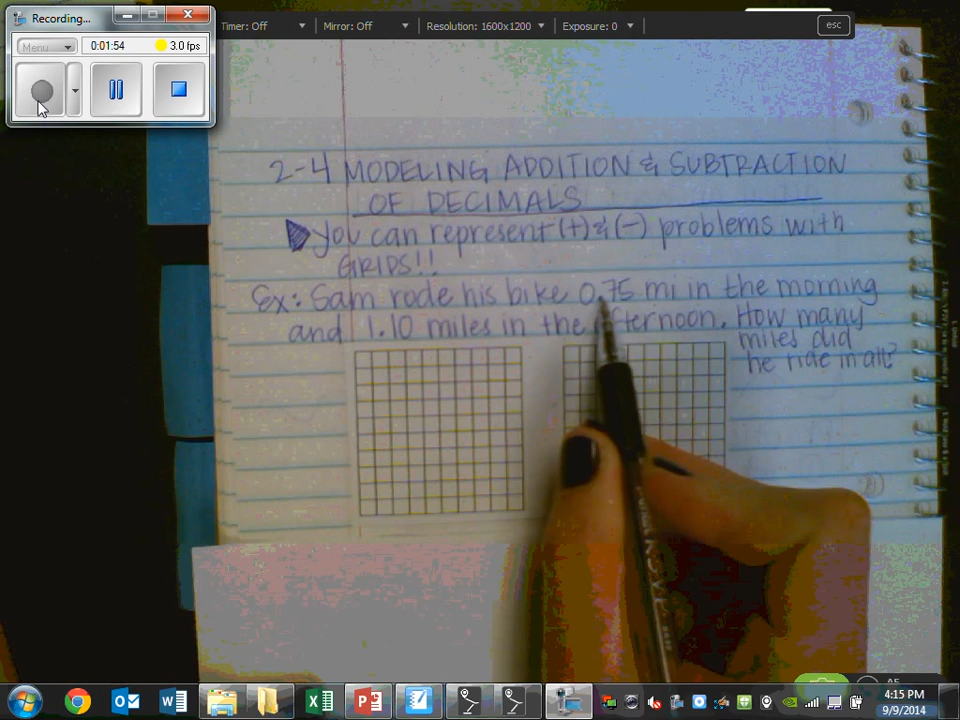 Recording...
Menu
0:01:54
3.0 fps
Timer: Off
Mirror: Off
Resolution: 1600x1200
Exposure: 0
esc
2-4 MODELING ADDITION & SUBTRACTION
OF DECIMALS
You can represent (+) & (-) problems with
GRIDS!!
Ex: Sam rode his bike 0.75 mi in the morning
and 1.10 miles in the afternoon. How many
miles did
he ride in all?
4:15 PM
9/9/2014